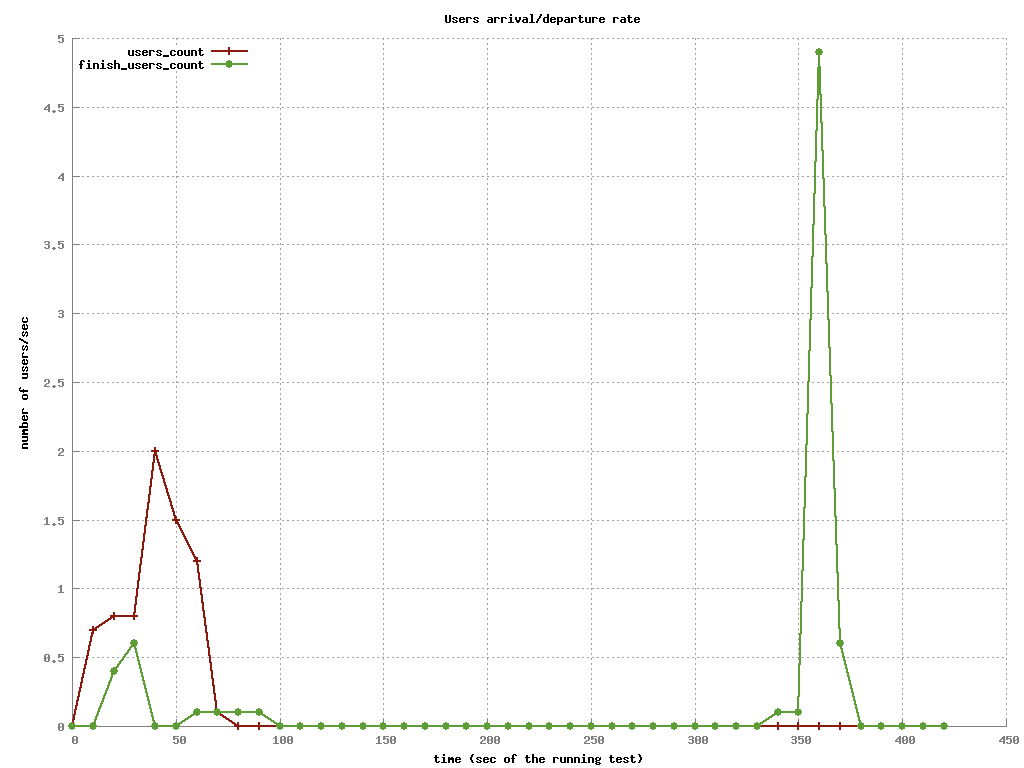 Users arrival/departure rate
users_count
finish_users_count
5
4.5
4
3.5
3
2.5
2
1.5
1
0.5
0
number of users/sec
0 50 100 150 200 250 300 350 400 450
time (sec of the running test)